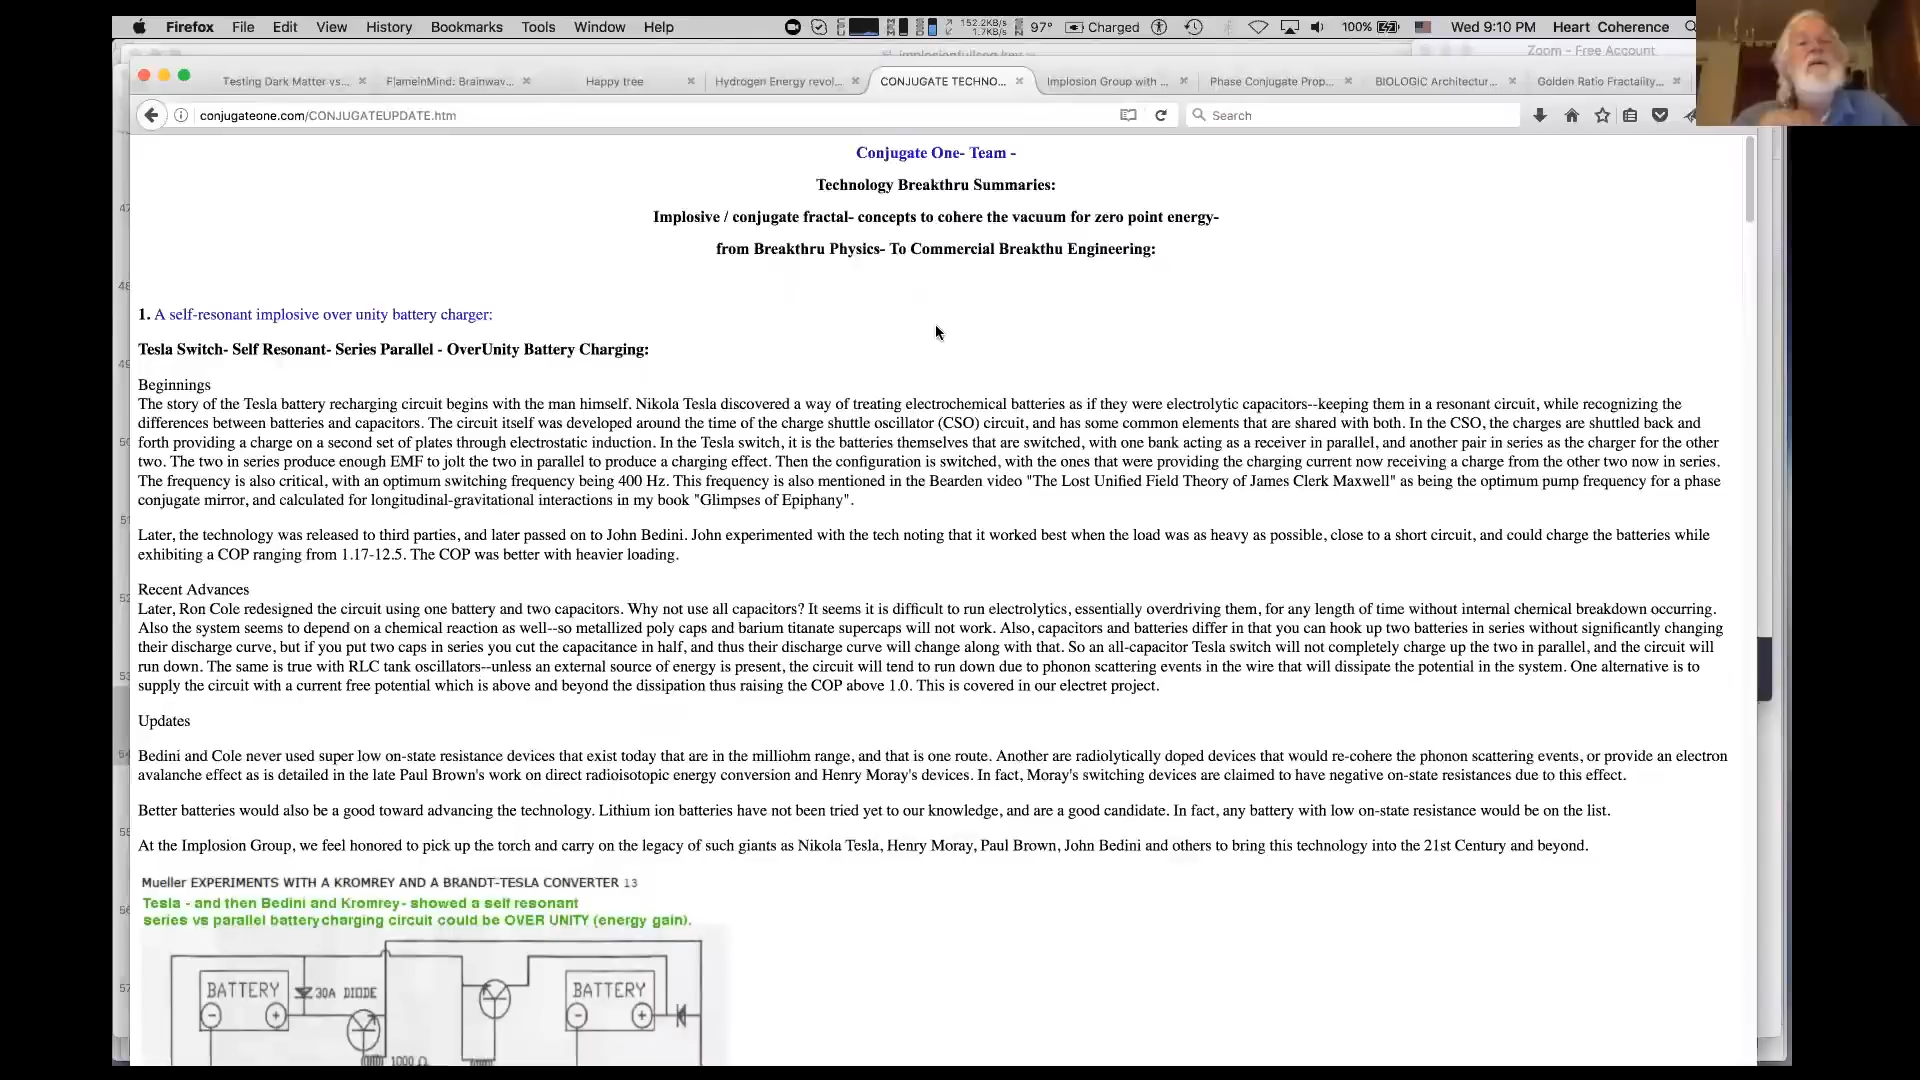 Firefox File Edit View History Bookmarks Tools Window Help 152.2KB/s 1.7KB/s 97° Charged 100% Wed 9:10 PM Heart Coherence
Zoom - Free Account
Testing Dark Matter vs... FlameinMind: Brainwav... Happy tree Hydrogen Energy revol... CONJUGATE TECHNO... Implosion Group with ... Phase Conjugate Prop... BIOLOGIC Architectur... Golden Ratio Fractality...
conjugateone.com/CONJUGATEUPDATE.htm Search
Conjugate One- Team -
Technology Breakthru Summaries:
Implosive / conjugate fractal- concepts to cohere the vacuum for zero point energy-
from Breakthru Physics- To Commercial Breakthu Engineering:
1. A self-resonant implosive over unity battery charger:
Tesla Switch- Self Resonant- Series Parallel - OverUnity Battery Charging:
Beginnings
The story of the Tesla battery recharging circuit begins with the man himself. Nikola Tesla discovered a way of treating electrochemical batteries as if they were electrolytic capacitors--keeping them in a resonant circuit, while recognizing the
differences between batteries and capacitors. The circuit itself was developed around the time of the charge shuttle oscillator (CSO) circuit, and has some common elements that are shared with both. In the CSO, the charges are shuttled back and
forth providing a charge on a second set of plates through electrostatic induction. In the Tesla switch, it is the batteries themselves that are switched, with one bank acting as a receiver in parallel, and another pair in series as the charger for the other
two. The two in series produce enough EMF to jolt the two in parallel to produce a charging effect. Then the configuration is switched, with the ones that were providing the charging current now receiving a charge from the other two now in series.
The frequency is also critical, with an optimum switching frequency being 400 Hz. This frequency is also mentioned in the Bearden video "The Lost Unified Field Theory of James Clerk Maxwell" as being the optimum pump frequency for a phase
conjugate mirror, and calculated for longitudinal-gravitational interactions in my book "Glimpses of Epiphany".
Later, the technology was released to third parties, and later passed on to John Bedini. John experimented with the tech noting that it worked best when the load was as heavy as possible, close to a short circuit, and could charge the batteries while
exhibiting a COP ranging from 1.17-12.5. The COP was better with heavier loading.
Recent Advances
Later, Ron Cole redesigned the circuit using one battery and two capacitors. Why not use all capacitors? It seems it is difficult to run electrolytics, essentially overdriving them, for any length of time without internal chemical breakdown occurring.
Also the system seems to depend on a chemical reaction as well--so metallized poly caps and barium titanate supercaps will not work. Also, capacitors and batteries differ in that you can hook up two batteries in series without significantly changing
their discharge curve, but if you put two caps in series you cut the capacitance in half, and thus their discharge curve will change along with that. So an all-capacitor Tesla switch will not completely charge up the two in parallel, and the circuit will
run down. The same is true with RLC tank oscillators--unless an external source of energy is present, the circuit will tend to run down due to phonon scattering events in the wire that will dissipate the potential in the system. One alternative is to
supply the circuit with a current free potential which is above and beyond the dissipation thus raising the COP above 1.0. This is covered in our electret project.
Updates
Bedini and Cole never used super low on-state resistance devices that exist today that are in the milliohm range, and that is one route. Another are radiolytically doped devices that would re-cohere the phonon scattering events, or provide an electron
avalanche effect as is detailed in the late Paul Brown's work on direct radioisotopic energy conversion and Henry Moray's devices. In fact, Moray's switching devices are claimed to have negative on-state resistances due to this effect.
Better batteries would also be a good toward advancing the technology. Lithium ion batteries have not been tried yet to our knowledge, and are a good candidate. In fact, any battery with low on-state resistance would be on the list.
At the Implosion Group, we feel honored to pick up the torch and carry on the legacy of such giants as Nikola Tesla, Henry Moray, Paul Brown, John Bedini and others to bring this technology into the 21st Century and beyond.
Mueller EXPERIMENTS WITH A KROMREY AND A BRANDT-TESLA CONVERTER 13
Tesla - and then Bedini and Kromrey- showed a self resonant
series vs parallel battery charging circuit could be OVER UNITY (energy gain).
BATTERY 30A DIODE BATTERY
- + - +
1000 Ω